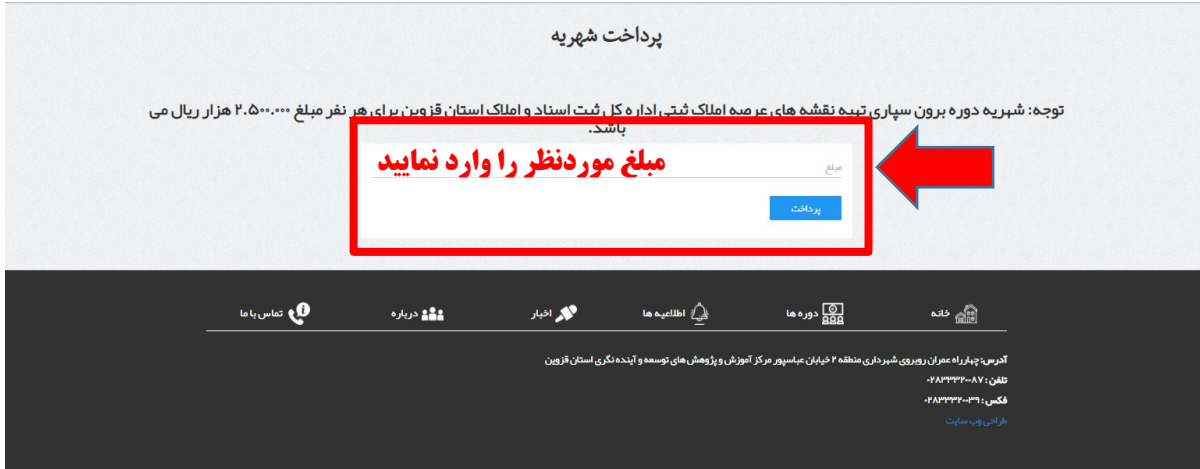 پرداخت شهریه
توجه: شهریه دوره برون سپاری تهیه نقشه های عرصه املاک ثبتی اداره کل ثبت اسناد و املاک استان قزوین برای هر نفر مبلغ ۲.۵۰۰.۰۰۰ هزار ریال می
باشد.
مبلغ
مبلغ موردنظر را وارد نمایید
پرداخت
خانه
دوره ها
اطلاعیه ها
اخبار
درباره
تماس با ما
آدرس: چهارراه عمران روبروی شهرداری منطقه ۲ خیابان عباسپور مرکز آموزش و پژوهش های توسعه و آینده نگری استان قزوین
تلفن: ۰۲۸۳۳۳۲۰۰۸۷
فکس: ۰۲۸۳۳۳۲۰۰۳۹
طراحی وب سایت